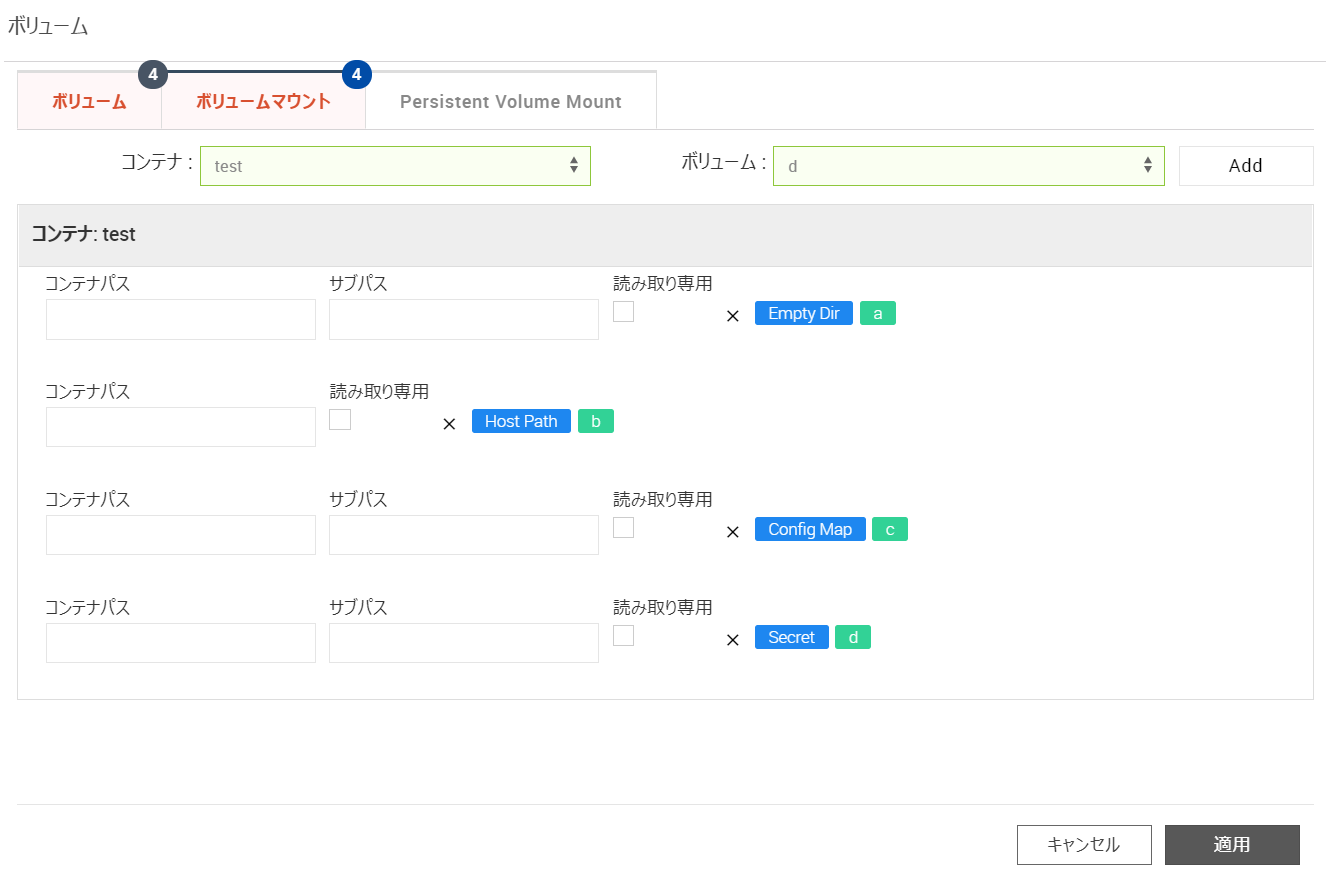 ボリューム
4
4
ボリューム
ボリュームマウント
Persistent Volume Mount
コンテナ : test
ボリューム : d
Add
コンテナ: test
コンテナパス サブパス 読み取り専用
× Empty Dir a
コンテナパス 読み取り専用
× Host Path b
コンテナパス サブパス 読み取り専用
× Config Map c
コンテナパス サブパス 読み取り専用
× Secret d
キャンセル 適用